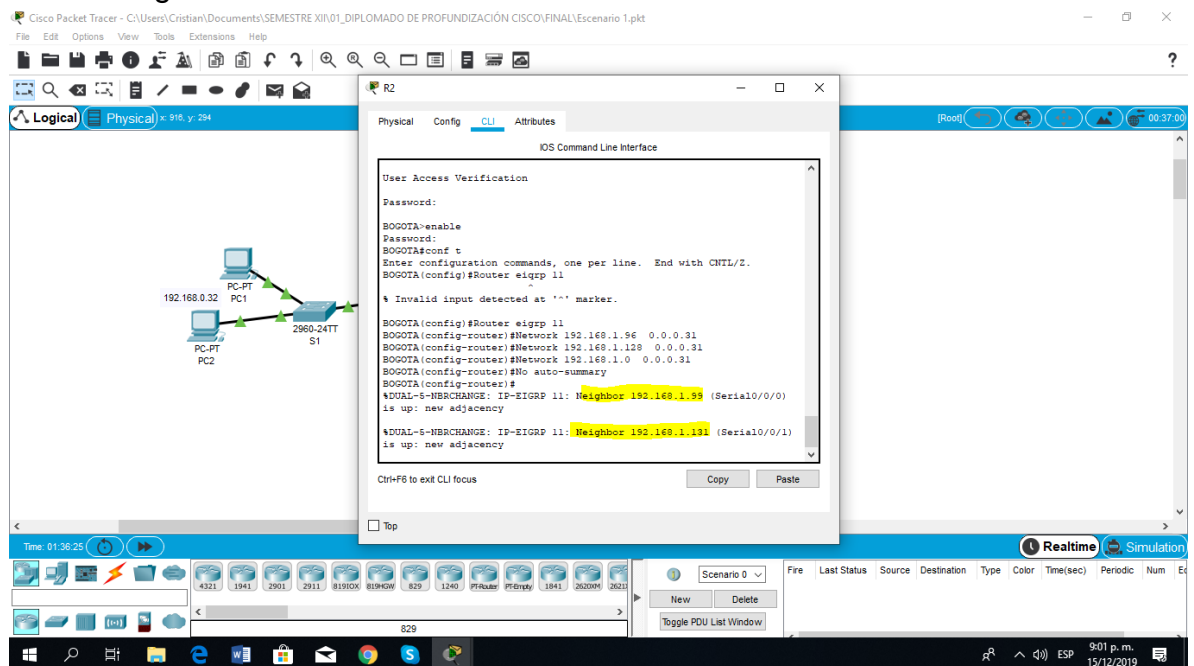 Cisco Packet Tracer - C:\Users\Cristian\Documents\SEMESTRE XII\01_DIPLOMADO DE PROFUNDIZACIÓN CISCO\FINAL\Escenario 1.pkt
File Edit Options View Tools Extensions Help
?
Logical Physical x: 916, y: 294 [Root] 00:37:00
R2
Physical Config CLI Attributes
IOS Command Line Interface
User Access Verification
Password:
BOGOTA>enable
Password:
BOGOTA#conf t
Enter configuration commands, one per line. End with CNTL/Z.
BOGOTA(config)#Router eiqrp 11
^
% Invalid input detected at '^' marker.
BOGOTA(config)#Router eigrp 11
BOGOTA(config-router)#Network 192.168.1.96 0.0.0.31
BOGOTA(config-router)#Network 192.168.1.128 0.0.0.31
BOGOTA(config-router)#Network 192.168.1.0 0.0.0.31
BOGOTA(config-router)#No auto-summary
BOGOTA(config-router)#
%DUAL-5-NBRCHANGE: IP-EIGRP 11: Neighbor 192.168.1.99 (Serial0/0/0)
is up: new adjacency
%DUAL-5-NBRCHANGE: IP-EIGRP 11: Neighbor 192.168.1.131 (Serial0/0/1)
is up: new adjacency
Ctrl+F6 to exit CLI focus
Copy Paste
Top
PC-PT
192.168.0.32 PC1
2960-24TT
S1
PC-PT
PC2
Time: 01:36:25
Realtime Simulation
4321 1941 2901 2911 819IOX 819HGW 829 1240 PT-Router PT-Empty 1841 2620XM
829
Scenario 0
New Delete
Toggle PDU List Window
Fire Last Status Source Destination Type Color Time(sec) Periodic Num
ESP
9:01 p. m.
15/12/2019